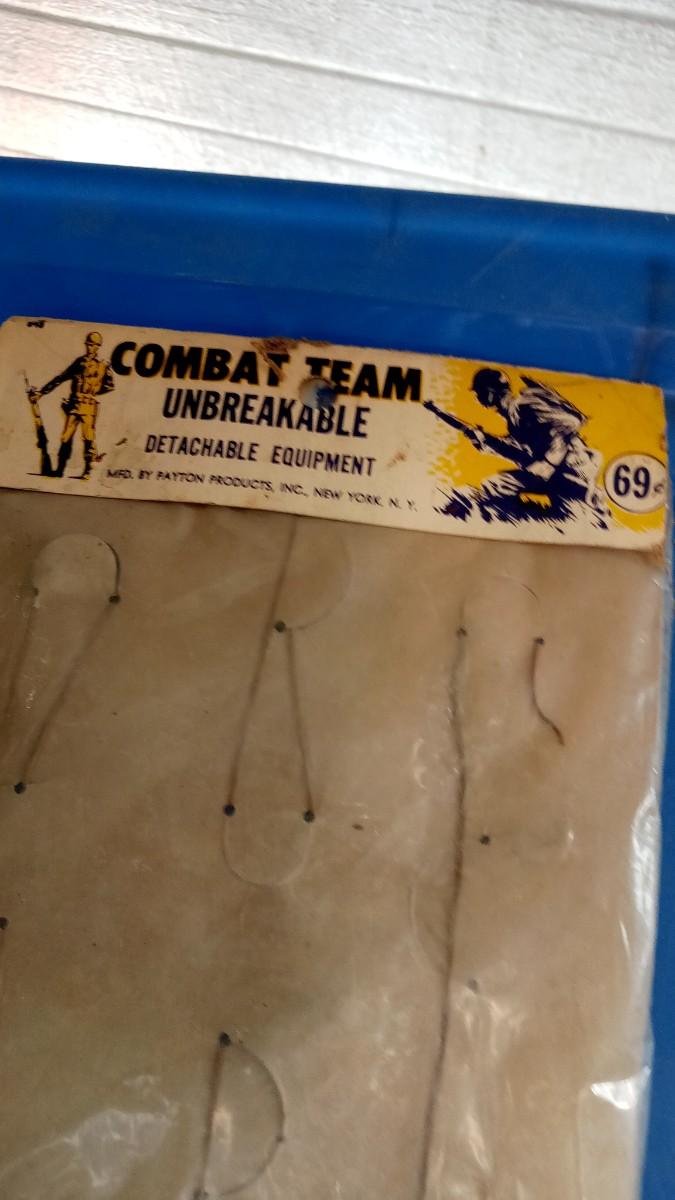 COMBAT TEAM
UNBREAKABLE
DETACHABLE EQUIPMENT
MFD. BY PAYTON PRODUCTS, INC., NEW YORK, N. Y.
69¢